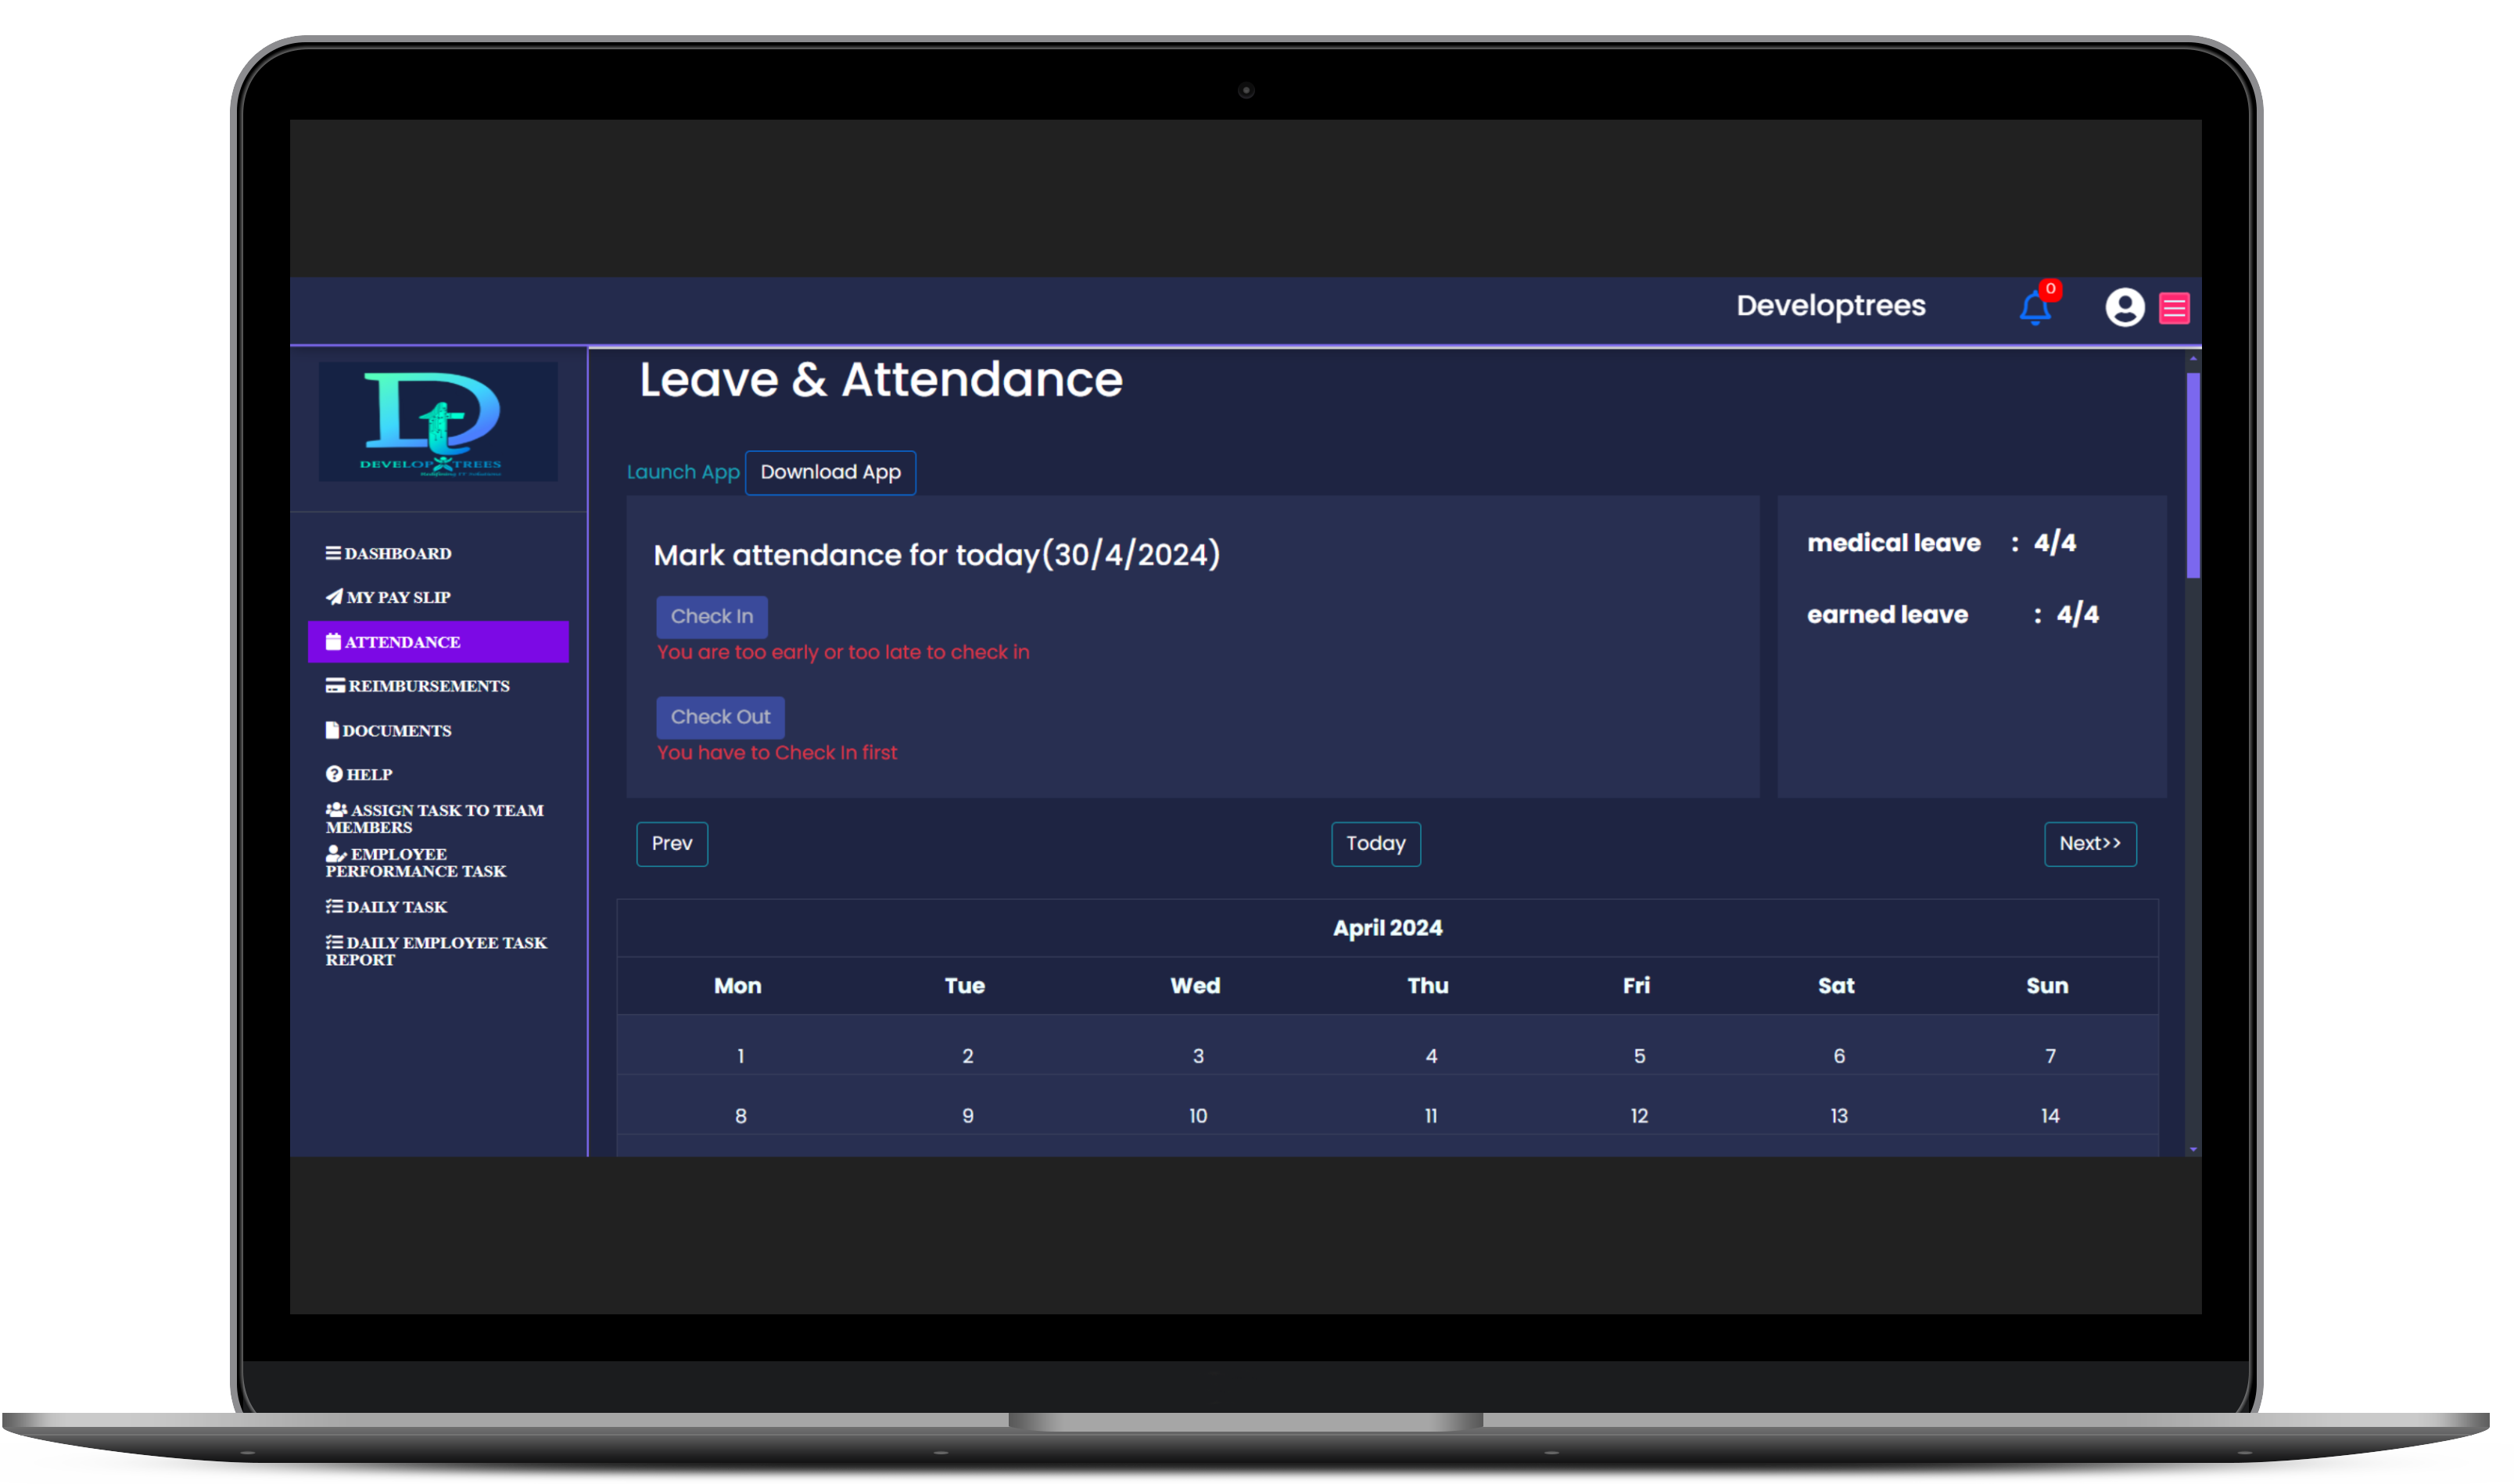 Developtrees
0
DEVELOP TREES
DASHBOARD
MY PAY SLIP
ATTENDANCE
REIMBURSEMENTS
DOCUMENTS
HELP
ASSIGN TASK TO TEAM
MEMBERS
EMPLOYEE
PERFORMANCE TASK
DAILY TASK
DAILY EMPLOYEE TASK
REPORT
Leave & Attendance
Launch App Download App
Mark attendance for today(30/4/2024)
Check In
You are too early or too late to check in
Check Out
You have to Check In first
medical leave : 4/4
earned leave : 4/4
Prev Today Next>>
April 2024
Mon Tue Wed Thu Fri Sat Sun
1 2 3 4 5 6 7
8 9 10 11 12 13 14